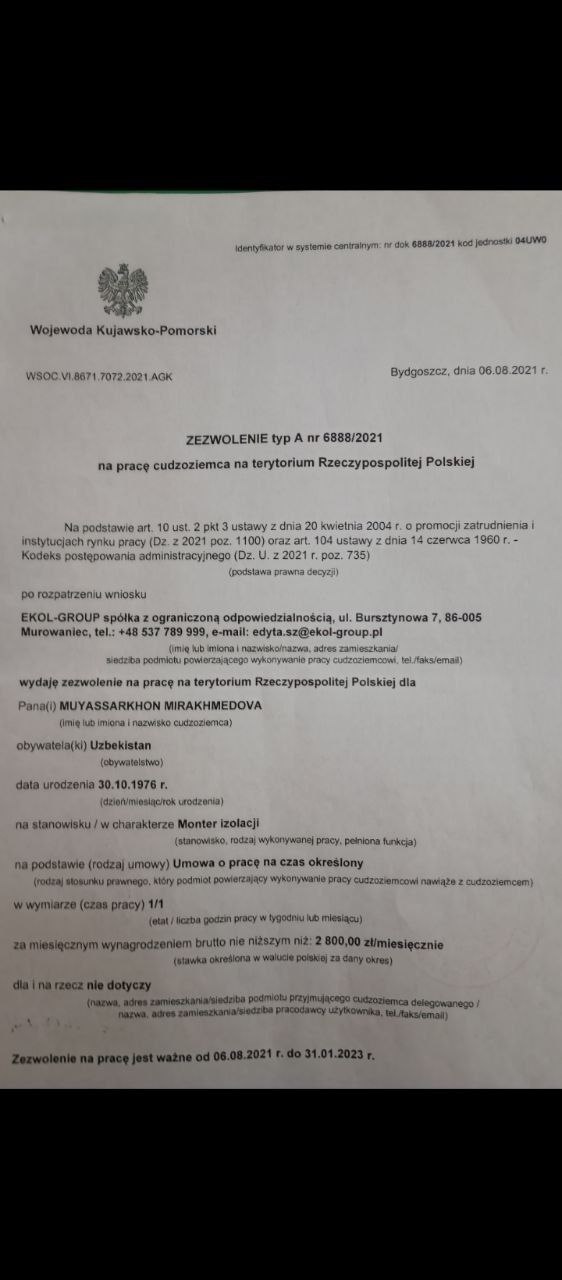 Identyfikator w systemie centralnym: nr dok 6888/2021 kod jednostki 04UW0
Wojewoda Kujawsko-Pomorski
WSOC.VI.8671.7072.2021.AGK
Bydgoszcz, dnia 06.08.2021 r.
ZEZWOLENIE typ A nr 6888/2021
na pracę cudzoziemca na terytorium Rzeczypospolitej Polskiej
Na podstawie art. 10 ust. 2 pkt 3 ustawy z dnia 20 kwietnia 2004 r. o promocji zatrudnienia i
instytucjach rynku pracy (Dz. z 2021 poz. 1100) oraz art. 104 ustawy z dnia 14 czerwca 1960 r. -
Kodeks postępowania administracyjnego (Dz. U. z 2021 r. poz. 735)
(podstawa prawna decyzji)
po rozpatrzeniu wniosku
EKOL-GROUP spółka z ograniczoną odpowiedzialnością, ul. Bursztynowa 7, 86-005
Murowaniec, tel.: +48 537 789 999, e-mail: edyta.sz@ekol-group.pl
(imię lub imiona i nazwisko/nazwa, adres zamieszkania/
siedziba podmiotu powierzającego wykonywanie pracy cudzoziemcowi, tel./faks/email)
wydaję zezwolenie na pracę na terytorium Rzeczypospolitej Polskiej dla
Pana(i) MUYASSARKHON MIRAKHMEDOVA
(imię lub imiona i nazwisko cudzoziemca)
obywatela(ki) Uzbekistan
(obywatelstwo)
data urodzenia 30.10.1976 r.
(dzień/miesiąc/rok urodzenia)
na stanowisku / w charakterze Monter izolacji
(stanowisko, rodzaj wykonywanej pracy, pełniona funkcja)
na podstawie (rodzaj umowy) Umowa o pracę na czas określony
(rodzaj stosunku prawnego, który podmiot powierzający wykonywanie pracy cudzoziemcowi nawiąże z cudzoziemcem)
w wymiarze (czas pracy) 1/1
(etat / liczba godzin pracy w tygodniu lub miesiącu)
za miesięcznym wynagrodzeniem brutto nie niższym niż: 2 800,00 zł/miesięcznie
(stawka określona w walucie polskiej za dany okres)
dla i na rzecz nie dotyczy
(nazwa, adres zamieszkania/siedziba podmiotu przyjmującego cudzoziemca delegowanego /
nazwa, adres zamieszkania/siedziba pracodawcy użytkownika, tel./faks/email)
Zezwolenie na pracę jest ważne od 06.08.2021 r. do 31.01.2023 r.